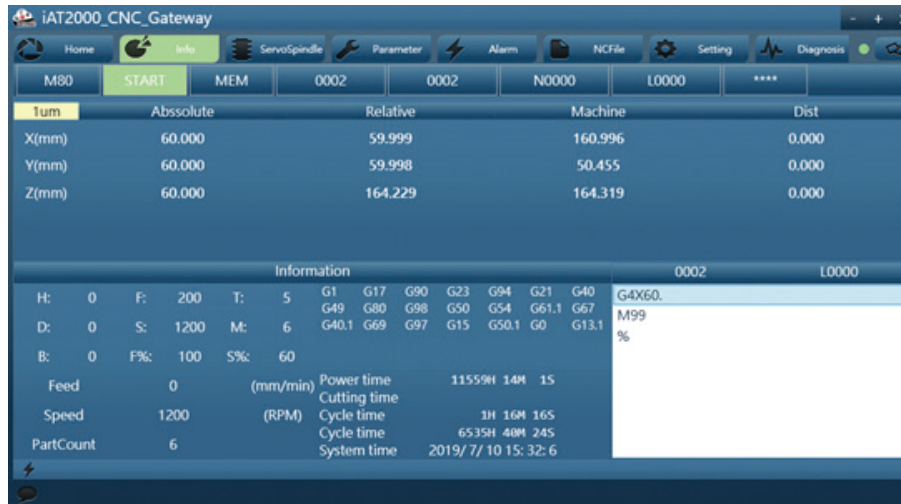 iAT2000_CNC_Gateway - +
Home Info ServoSpindle Parameter Alarm NCFile Setting Diagnosis
M80 START MEM 0002 0002 N0000 L0000 ****
1um Abssolute Relative Machine Dist
X(mm) 60.000 59.999 160.996 0.000
Y(mm) 60.000 59.998 50.455 0.000
Z(mm) 60.000 164.229 164.319 0.000
Information
H: 0 F: 200 T: 5
D: 0 S: 1200 M: 6
B: 0 F%: 100 S%: 60
G1 G17 G90 G23 G94 G21 G40
G49 G80 G98 G50 G54 G61.1 G67
G40.1 G69 G97 G15 G50.1 G0 G13.1
Feed 0 (mm/min)
Speed 1200 (RPM)
PartCount 6
Power time 11559H 14M 1S
Cutting time
Cycle time 1H 16M 16S
Cycle time 6535H 40M 24S
System time 2019/ 7/ 10 15: 32: 6
0002 L0000
G4X60.
M99
%